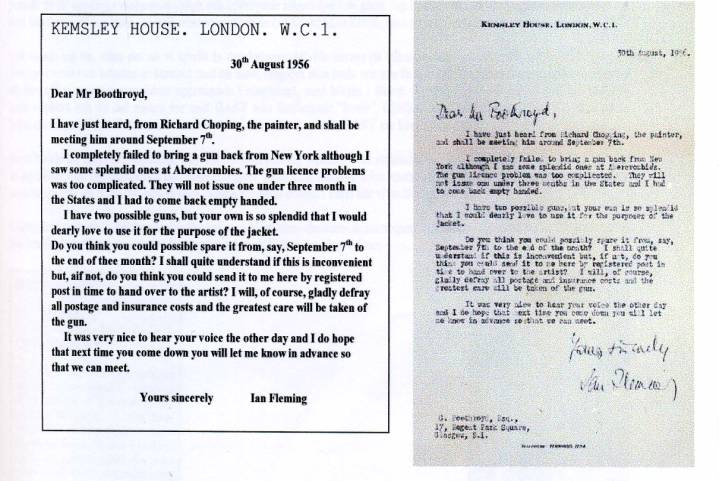 KEMSLEY HOUSE. LONDON. W.C.1.
30th August 1956
Dear Mr Boothroyd,
I have just heard, from Richard Choping, the painter, and shall be
meeting him around September 7th.
I completely failed to bring a gun back from New York although I
saw some splendid ones at Abercrombies. The gun licence problems
was too complicated. They will not issue one under three month in
the States and I had to come back empty handed.
I have two possible guns, but your own is so splendid that I would
dearly love to use it for the purpose of the jacket.
Do you think you could possible spare it from, say, September 7th to
the end of thee month? I shall quite understand if this is inconvenient
but, aif not, do you think you could send it to me here by registered
post in time to hand over to the artist? I will, of course, gladly defray
all postage and insurance costs and the greatest care will be taken of
the gun.
It was very nice to hear your voice the other day and I do hope
that next time you come down you will let me know in advance so
that we can meet.
Yours sincerely Ian Fleming
KEMSLEY HOUSE, LONDON, W.C.1.
30th August, 1956.
Dear Mr Boothroyd,
I have just heard from Richard Choping, the painter,
and shall be meeting him around September 7th.
I completely failed to bring a gun back from New
York although I saw some splendid ones at Abercrombids.
The gun licence problem was too complicated. They will
not issue one under three months in the States and I had
to come back empty handed.
I have two possible guns, but your own is so splendid
that I would dearly love to use it for the purposes of the
jacket.
Do you think you could possibly spare it from, say,
September 7th to the end of the month? I shall quite
understand if this is inconvenient but, if not, do you
think you could send it to me here by registered post in
time to hand over to the artist? I will, of course,
gladly defray all postage and insurance costs and the
greatest care will be taken of the gun.
It was very nice to hear your voice the other day
and I do hope that next time you come down you will let
me know in advance so that we can meet.
Yours sincerely
Ian Fleming
G. Boothroyd, Esq.,
17, Regent Park Square,
Glasgow, S.1.